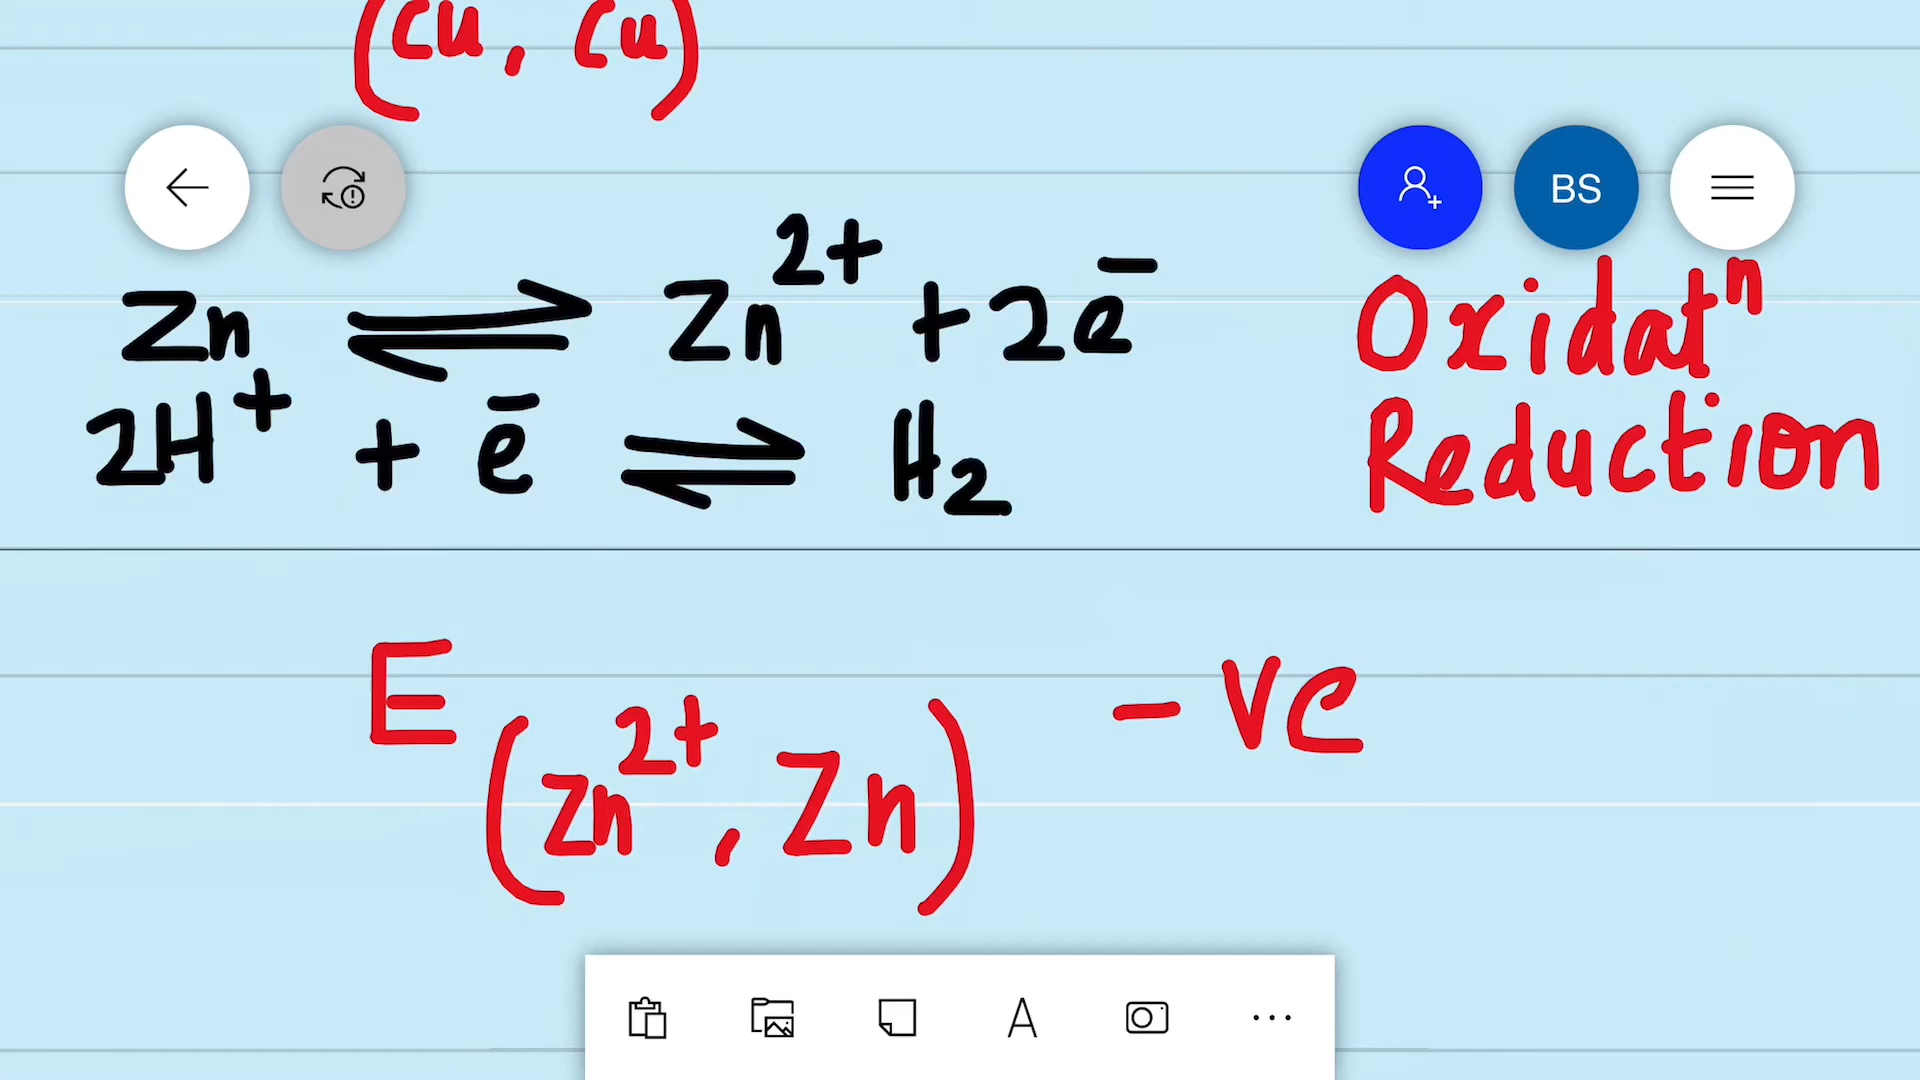 (Cu, Cu)
BS
Zn ⇌ Zn²⁺ + 2e⁻ Oxidatⁿ
2H⁺ + e⁻ ⇌ H₂ Reduction
E(Zn²⁺, Zn) -ve
A